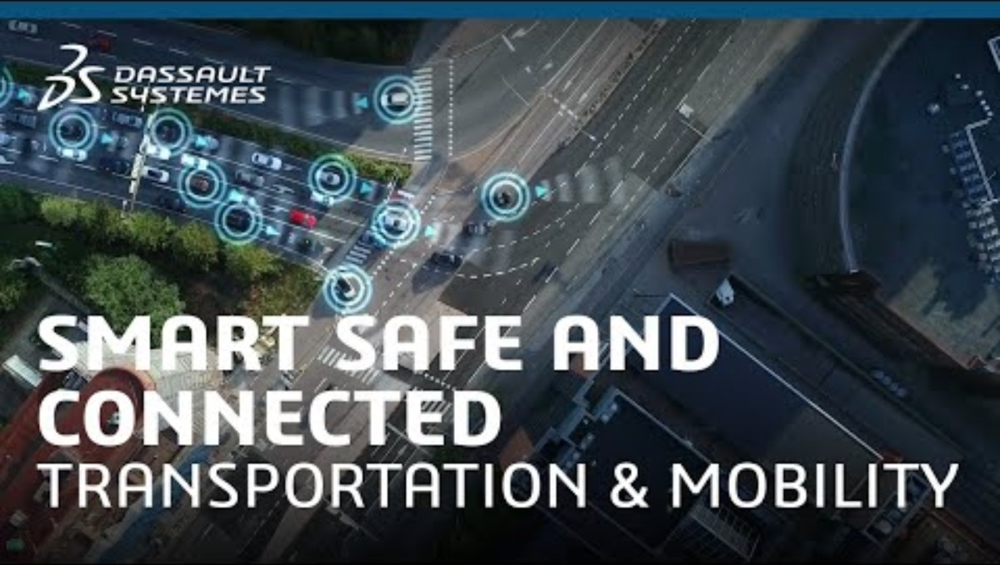 DASSAULT
SYSTEMES
SMART SAFE AND
CONNECTED
TRANSPORTATION & MOBILITY